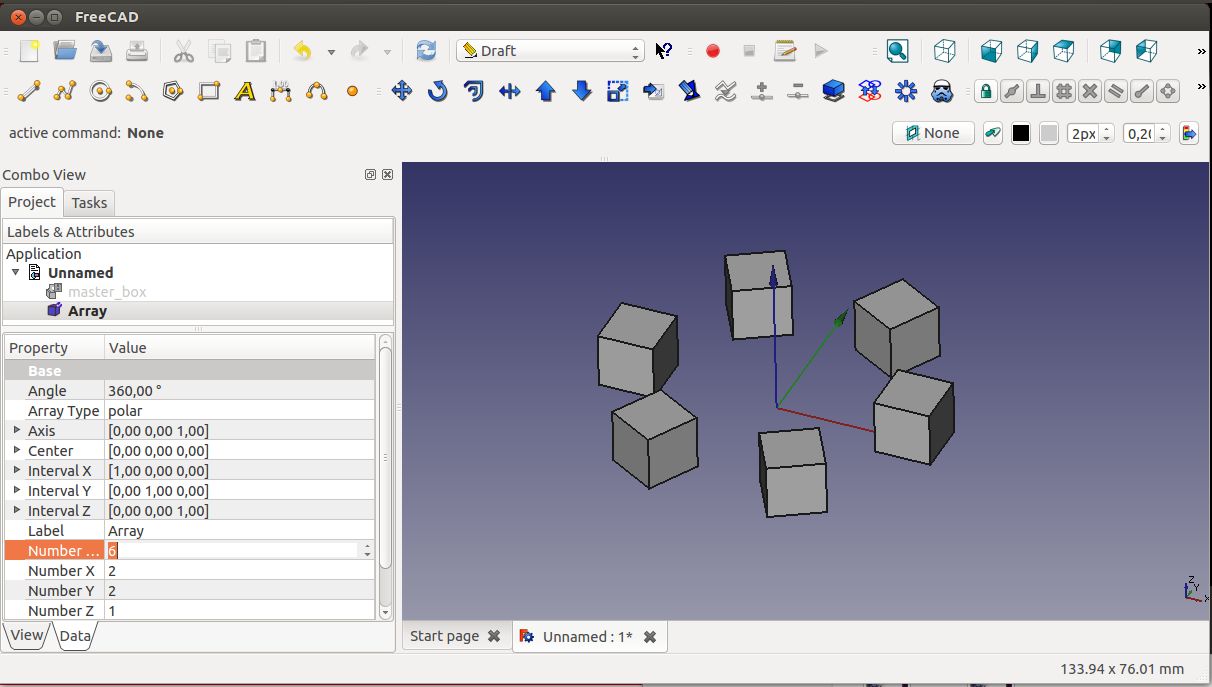 FreeCAD
Draft
active command: None
None
2px
0,20
Combo View
Project
Tasks
Labels & Attributes
Application
Unnamed
master_box
Array
Property Value
Base
Angle 360,00 °
Array Type polar
Axis [0,00 0,00 1,00]
Center [0,00 0,00 0,00]
Interval X [1,00 0,00 0,00]
Interval Y [0,00 1,00 0,00]
Interval Z [0,00 0,00 1,00]
Label Array
Number ... 6
Number X 2
Number Y 2
Number Z 1
View
Data
Z
Y
X
Start page
Unnamed : 1*
133.94 x 76.01 mm